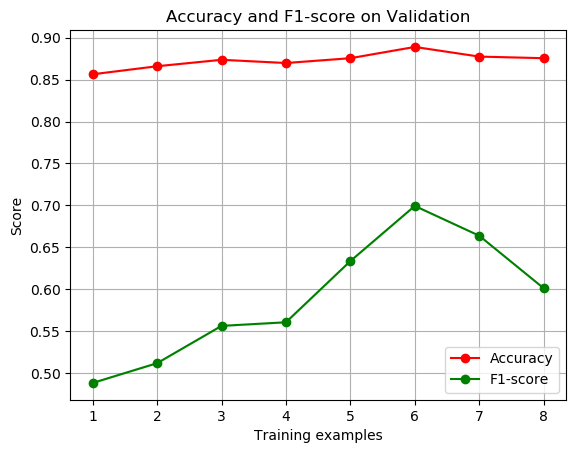 Accuracy and F1-score on Validation
0.90
0.85
0.80
0.75
0.70
0.65
0.60
0.55
0.50
Score
1 2 3 4 5 6 7 8
Training examples
Accuracy
F1-score